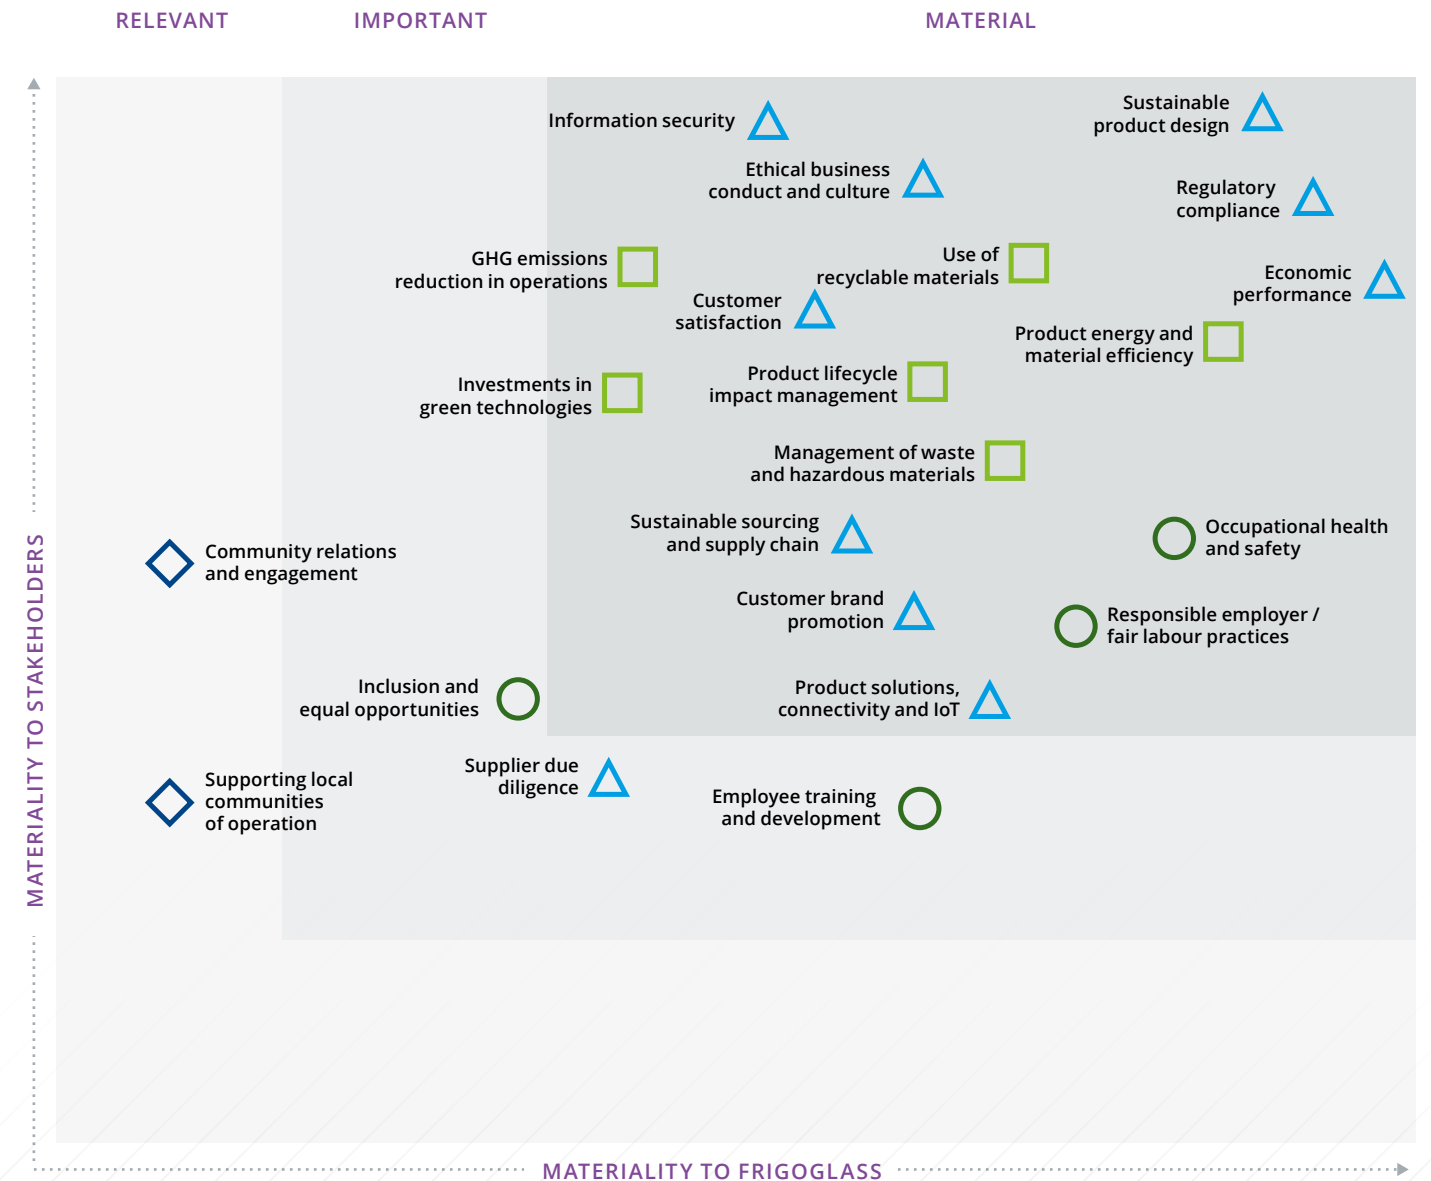 RELEVANT
IMPORTANT
MATERIAL
Information security
Sustainable
product design
Ethical business
conduct and culture
Regulatory
compliance
GHG emissions
reduction in operations
Use of
recyclable materials
Economic
performance
Customer
satisfaction
Product energy and
material efficiency
Investments in
green technologies
Product lifecycle
impact management
Management of waste
and hazardous materials
Sustainable sourcing
and supply chain
Occupational health
and safety
Community relations
and engagement
Customer brand
promotion
Responsible employer /
fair labour practices
Inclusion and
equal opportunities
Product solutions,
connectivity and IoT
Supplier due
diligence
Supporting local
communities
of operation
Employee training
and development
MATERIALITY TO STAKEHOLDERS
MATERIALITY TO FRIGOGLASS